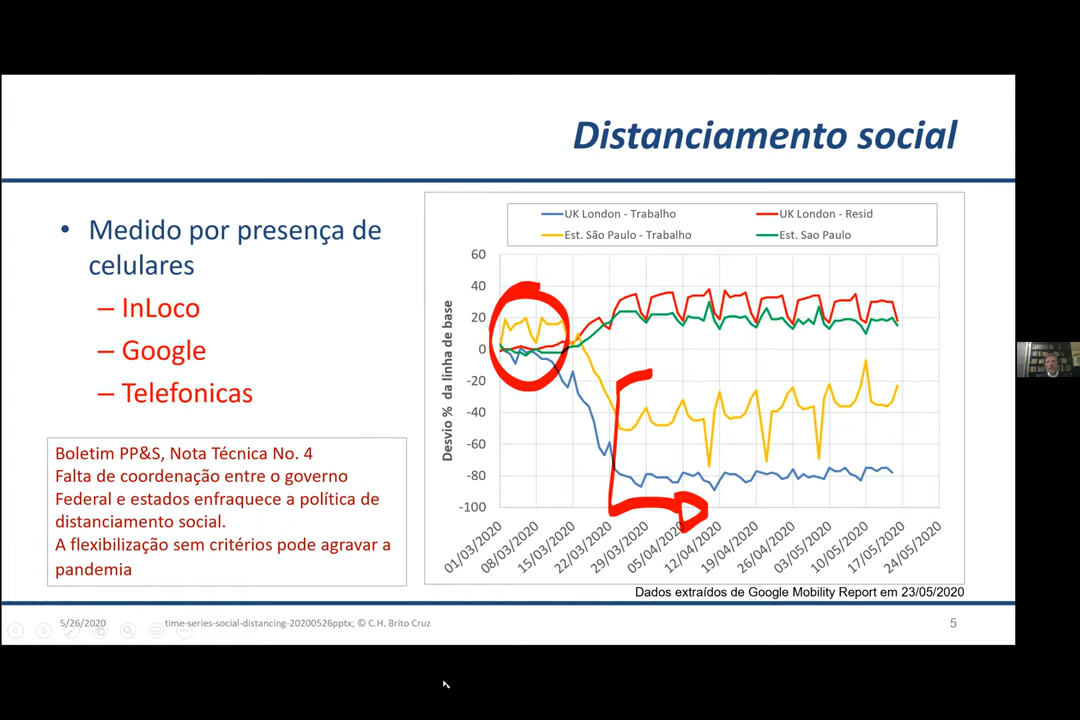 Distanciamento social
• Medido por presença de
celulares
– InLoco
– Google
– Telefonicas
Boletim PP&S, Nota Técnica No. 4
Falta de coordenação entre o governo
Federal e estados enfraquece a política de
distanciamento social.
A flexibilização sem critérios pode agravar a
pandemia
UK London - Trabalho
UK London - Resid
Est. São Paulo - Trabalho
Est. Sao Paulo
Desvio % da linha de base
60
40
20
0
-20
-40
-60
-80
-100
01/03/2020
08/03/2020
15/03/2020
22/03/2020
29/03/2020
05/04/2020
12/04/2020
19/04/2020
26/04/2020
03/05/2020
10/05/2020
17/05/2020
24/05/2020
Dados extraídos de Google Mobility Report em 23/05/2020
5/26/2020
time-series-social-distancing-20200526pptx; © C.H. Brito Cruz
5